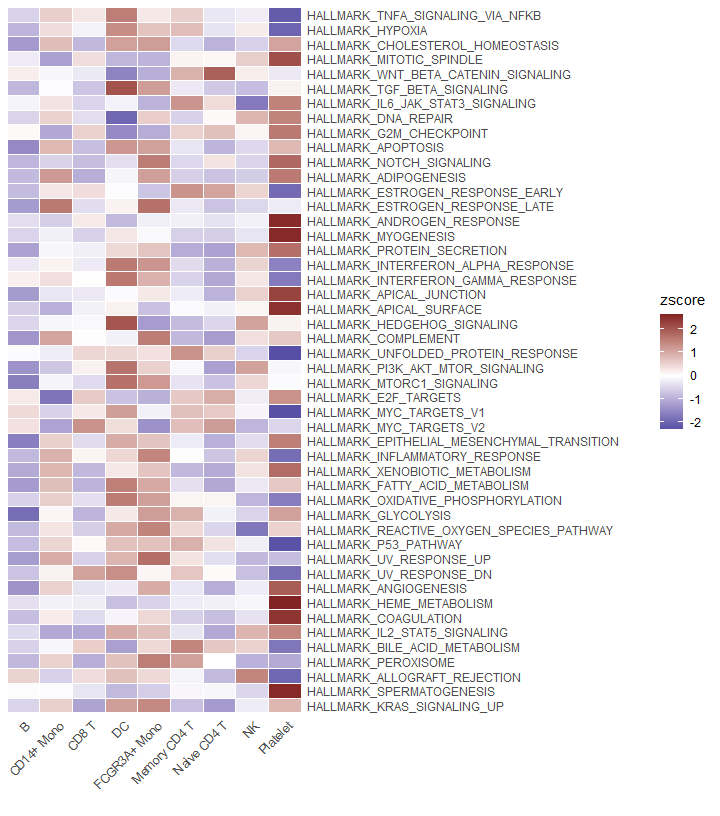 HALLMARK_TNFA_SIGNALING_VIA_NFKB
HALLMARK_HYPOXIA
HALLMARK_CHOLESTEROL_HOMEOSTASIS
HALLMARK_MITOTIC_SPINDLE
HALLMARK_WNT_BETA_CATENIN_SIGNALING
HALLMARK_TGF_BETA_SIGNALING
HALLMARK_IL6_JAK_STAT3_SIGNALING
HALLMARK_DNA_REPAIR
HALLMARK_G2M_CHECKPOINT
HALLMARK_APOPTOSIS
HALLMARK_NOTCH_SIGNALING
HALLMARK_ADIPOGENESIS
HALLMARK_ESTROGEN_RESPONSE_EARLY
HALLMARK_ESTROGEN_RESPONSE_LATE
HALLMARK_ANDROGEN_RESPONSE
HALLMARK_MYOGENESIS
HALLMARK_PROTEIN_SECRETION
HALLMARK_INTERFERON_ALPHA_RESPONSE
HALLMARK_INTERFERON_GAMMA_RESPONSE
HALLMARK_APICAL_JUNCTION
HALLMARK_APICAL_SURFACE
HALLMARK_HEDGEHOG_SIGNALING
HALLMARK_COMPLEMENT
HALLMARK_UNFOLDED_PROTEIN_RESPONSE
HALLMARK_PI3K_AKT_MTOR_SIGNALING
HALLMARK_MTORC1_SIGNALING
HALLMARK_E2F_TARGETS
HALLMARK_MYC_TARGETS_V1
HALLMARK_MYC_TARGETS_V2
HALLMARK_EPITHELIAL_MESENCHYMAL_TRANSITION
HALLMARK_INFLAMMATORY_RESPONSE
HALLMARK_XENOBIOTIC_METABOLISM
HALLMARK_FATTY_ACID_METABOLISM
HALLMARK_OXIDATIVE_PHOSPHORYLATION
HALLMARK_GLYCOLYSIS
HALLMARK_REACTIVE_OXYGEN_SPECIES_PATHWAY
HALLMARK_P53_PATHWAY
HALLMARK_UV_RESPONSE_UP
HALLMARK_UV_RESPONSE_DN
HALLMARK_ANGIOGENESIS
HALLMARK_HEME_METABOLISM
HALLMARK_COAGULATION
HALLMARK_IL2_STAT5_SIGNALING
HALLMARK_BILE_ACID_METABOLISM
HALLMARK_PEROXISOME
HALLMARK_ALLOGRAFT_REJECTION
HALLMARK_SPERMATOGENESIS
HALLMARK_KRAS_SIGNALING_UP
B
CD14+ Mono
CD8 T
DC
FCGR3A+ Mono
Memory CD4 T
Naive CD4 T
NK
Platelet
zscore
2
1
0
-1
-2